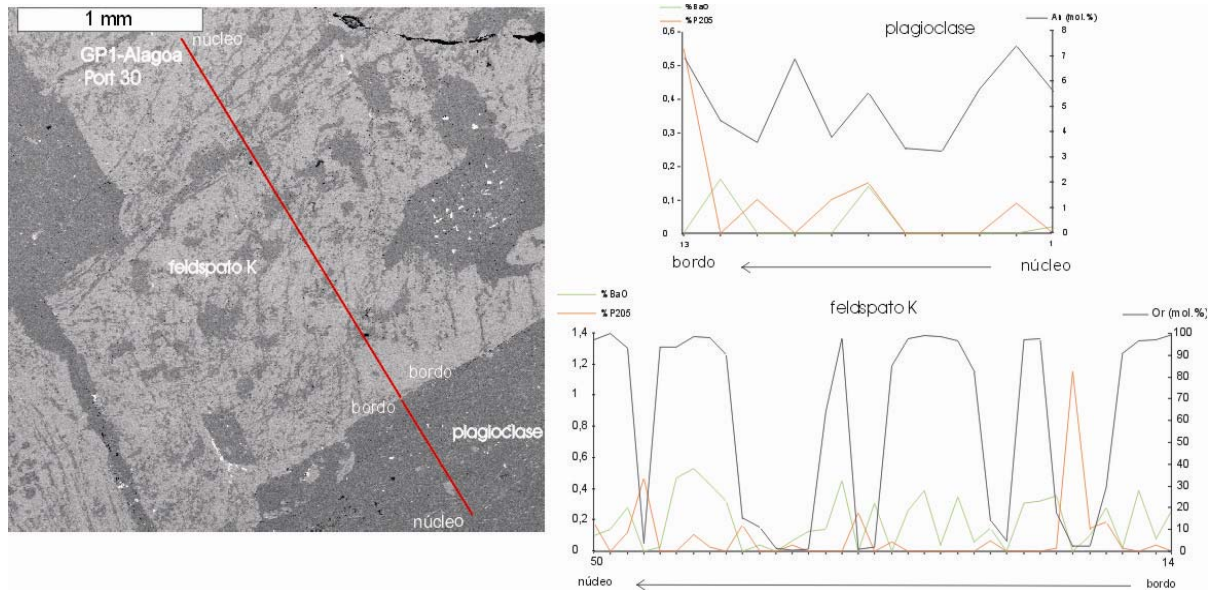 1 mm
núcleo
GP1-Alagoa
Port 30
feldspato K
bordo
bordo
plagioclase
núcleo
%BaO
%P205
plagioclase
An (mol.%)
0,6
0,5
0,4
0,3
0,2
0,1
0
8
7
6
5
4
3
2
1
0
13
1
bordo
núcleo
%BaO
%P205
feldspato K
Or (mol.%)
1,4
1,2
1
0,8
0,6
0,4
0,2
0
100
90
80
70
60
50
40
30
20
10
0
50
14
núcleo
bordo